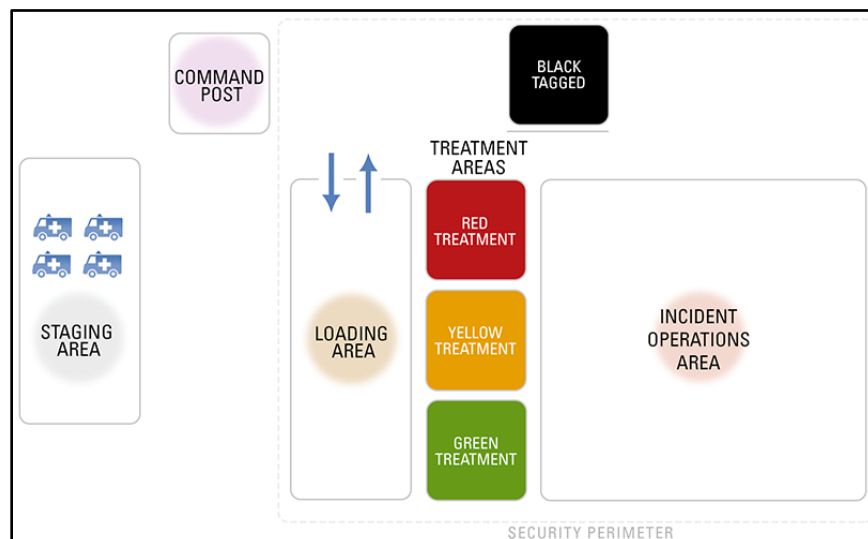 COMMAND
POST
BLACK
TAGGED
TREATMENT
AREAS
RED
TREATMENT
STAGING
AREA
LOADING
AREA
YELLOW
TREATMENT
INCIDENT
OPERATIONS
AREA
GREEN
TREATMENT
SECURITY PERIMETER